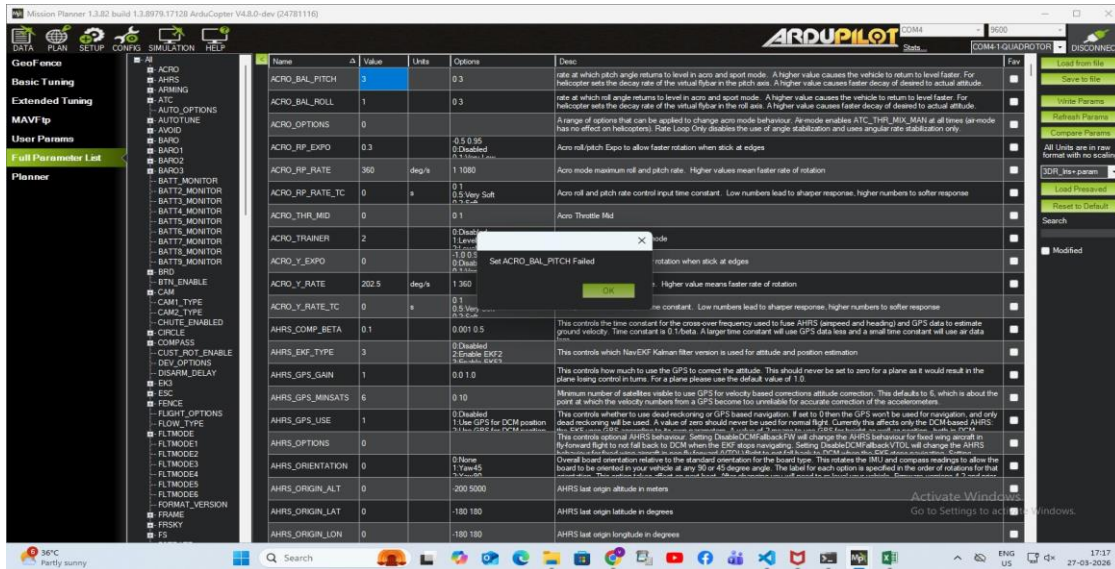 Mission Planner 1.3.82 build 1.3.8979.17128 ArduCopter V4.8.0-dev (24781116)
DATA PLAN SETUP CONFIG SIMULATION HELP
ARDUPILOT
COM4 9600
Stats... COM4-1-QUADROTOR DISCONNEC
GeoFence
Basic Tuning
Extended Tuning
MAVFtp
User Params
Full Parameter List
Planner
All
ACRO
AHRS
ARMING
ATC
AUTO_OPTIONS
AUTOTUNE
AVOID
BARO
BARO1
BARO2
BARO3
BATT_MONITOR
BATT2_MONITOR
BATT3_MONITOR
BATT4_MONITOR
BATT5_MONITOR
BATT6_MONITOR
BATT7_MONITOR
BATT8_MONITOR
BATT9_MONITOR
BRD
BTN_ENABLE
CAM
CAM1_TYPE
CAM2_TYPE
CHUTE_ENABLED
CIRCLE
COMPASS
CUST_ROT_ENABLE
DEV_OPTIONS
DISARM_DELAY
EK3
ESC
FENCE
FLIGHT_OPTIONS
FLOW_TYPE
FLTMODE
FLTMODE1
FLTMODE2
FLTMODE3
FLTMODE4
FLTMODE5
FLTMODE6
FORMAT_VERSION
FRAME
FRSKY
FS
Name Value Units Options Desc Fav
ACRO_BAL_PITCH 3 0 3
rate at which pitch angle returns to level in acro and sport mode. A higher value causes the vehicle to return to level faster. For
helicopter sets the decay rate of the virtual flybar in the pitch axis. A higher value causes faster decay of desired to actual attitude.
ACRO_BAL_ROLL 1 0 3
rate at which roll angle returns to level in acro and sport mode. A higher value causes the vehicle to return to level faster. For
helicopter sets the decay rate of the virtual flybar in the roll axis. A higher value causes faster decay of desired to actual attitude.
ACRO_OPTIONS 0
A range of options that can be applied to change acro mode behaviour. Air-mode enables ATC_THR_MIX_MAN at all times (air-mode
has no effect on helicopters). Rate Loop Only disables the use of angle stabilization and uses angular rate stabilization only.
ACRO_RP_EXPO 0.3
-0.5 0.95
0:Disabled
0.1:Very Low
Acro roll/pitch Expo to allow faster rotation when stick at edges
ACRO_RP_RATE 360 deg/s 1 1080 Acro mode maximum roll and pitch rate. Higher values mean faster rate of rotation
ACRO_RP_RATE_TC 0 s
0 1
0.5:Very Soft
0.2:Soft
Acro roll and pitch rate control input time constant. Low numbers lead to sharper response, higher numbers to softer response
ACRO_THR_MID 0 0 1 Acro Throttle Mid
ACRO_TRAINER 2
0:Disabled
1:Level
ode
ACRO_Y_EXPO 0
-1.0 0.9
0:Disab
rotation when stick at edges
ACRO_Y_RATE 202.5 deg/s 1 360 . Higher value means faster rate of rotation
ACRO_Y_RATE_TC 0 s
0 1
0.5:Very
0.2:Soft
me constant. Low numbers lead to sharper response, higher numbers to softer response
Set ACRO_BAL_PITCH Failed
OK
AHRS_COMP_BETA 0.1 0.001 0.5
This controls the time constant for the cross-over frequency used to fuse AHRS (airspeed and heading) and GPS data to estimate
ground velocity. Time constant is 0.1/beta. A larger time constant will use GPS data less and a small time constant will use air data
less.
AHRS_EKF_TYPE 3
0:Disabled
2:Enable EKF2
3:Enable EKF3
This controls which NavEKF Kalman filter version is used for attitude and position estimation
AHRS_GPS_GAIN 1 0.0 1.0
This controls how much to use the GPS to correct the attitude. This should never be set to zero for a plane as it would result in the
plane losing control in turns. For a plane please use the default value of 1.0.
AHRS_GPS_MINSATS 6 0 10
Minimum number of satellites visible to use GPS for velocity based corrections attitude correction. This defaults to 6, which is about the
point at which the velocity numbers from a GPS become too unreliable for accurate correction of the accelerometers.
AHRS_GPS_USE 1
0:Disabled
1:Use GPS for DCM position
This controls whether to use dead-reckoning or GPS based navigation. If set to 0 then the GPS won't be used for navigation, and only
dead reckoning will be used. A value of zero should never be used for normal flight. Currently this affects only the DCM-based AHRS:
AHRS_OPTIONS 0
This controls optional AHRS behaviour. Setting DisableDCMFallbackFW will change the AHRS behaviour for fixed wing aircraft in
fly-forward flight to not fall back to DCM when the EKF stops navigating. Setting DisableDCMFallbackVTOL will change the AHRS
AHRS_ORIENTATION 0
0:None
1:Yaw45
Overall board orientation relative to the standard orientation for the board type. This rotates the IMU and compass readings to allow the
board to be oriented in your vehicle at any 90 or 45 degree angle. The label for each option is specified in the order of rotations for that
AHRS_ORIGIN_ALT 0 -200 5000 AHRS last origin altitude in meters
AHRS_ORIGIN_LAT 0 -180 180 AHRS last origin latitude in degrees
AHRS_ORIGIN_LON 0 -180 180 AHRS last origin longitude in degrees
Load from file
Save to file
Write Params
Refresh Params
Compare Params
All Units are in raw
format with no scalin
3DR_Iris+.param
Load Presaved
Reset to Default
Search
Modified
Activate Windows
Go to Settings to activate Windows.
36°C
Partly sunny
Search
ENG
US
17:17
27-03-2026